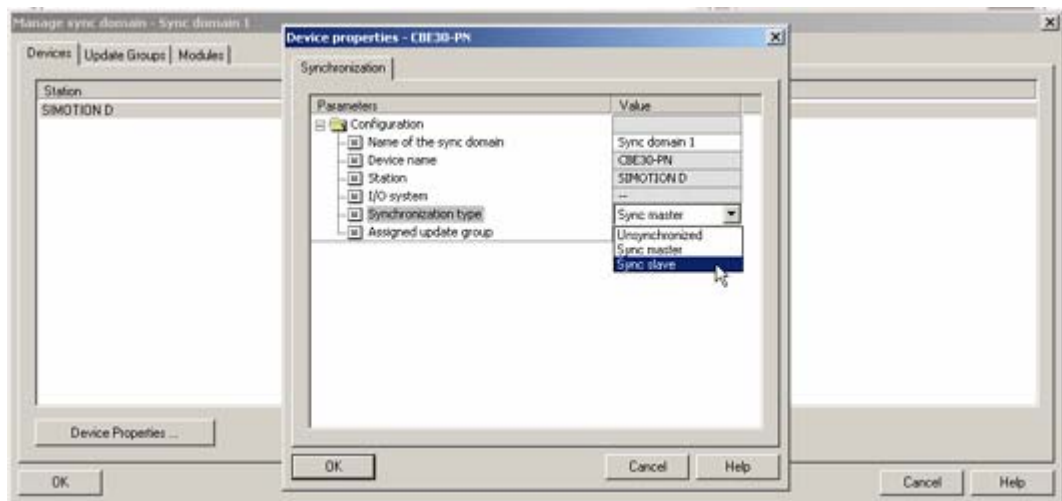 Manage sync domain - Sync domain 1
Devices
Update Groups
Modules
Station
SIMOTION D
Device Properties ...
OK
Cancel
Help
Device properties - CBE30-PN
Synchronization
Parameters Value
Configuration
Name of the sync domain Sync domain 1
Device name CBE30-PN
Station SIMOTION D
I/O system --
Synchronization type Sync master
Assigned update group
Unsynchronized
Sync master
Sync slave
OK
Cancel
Help